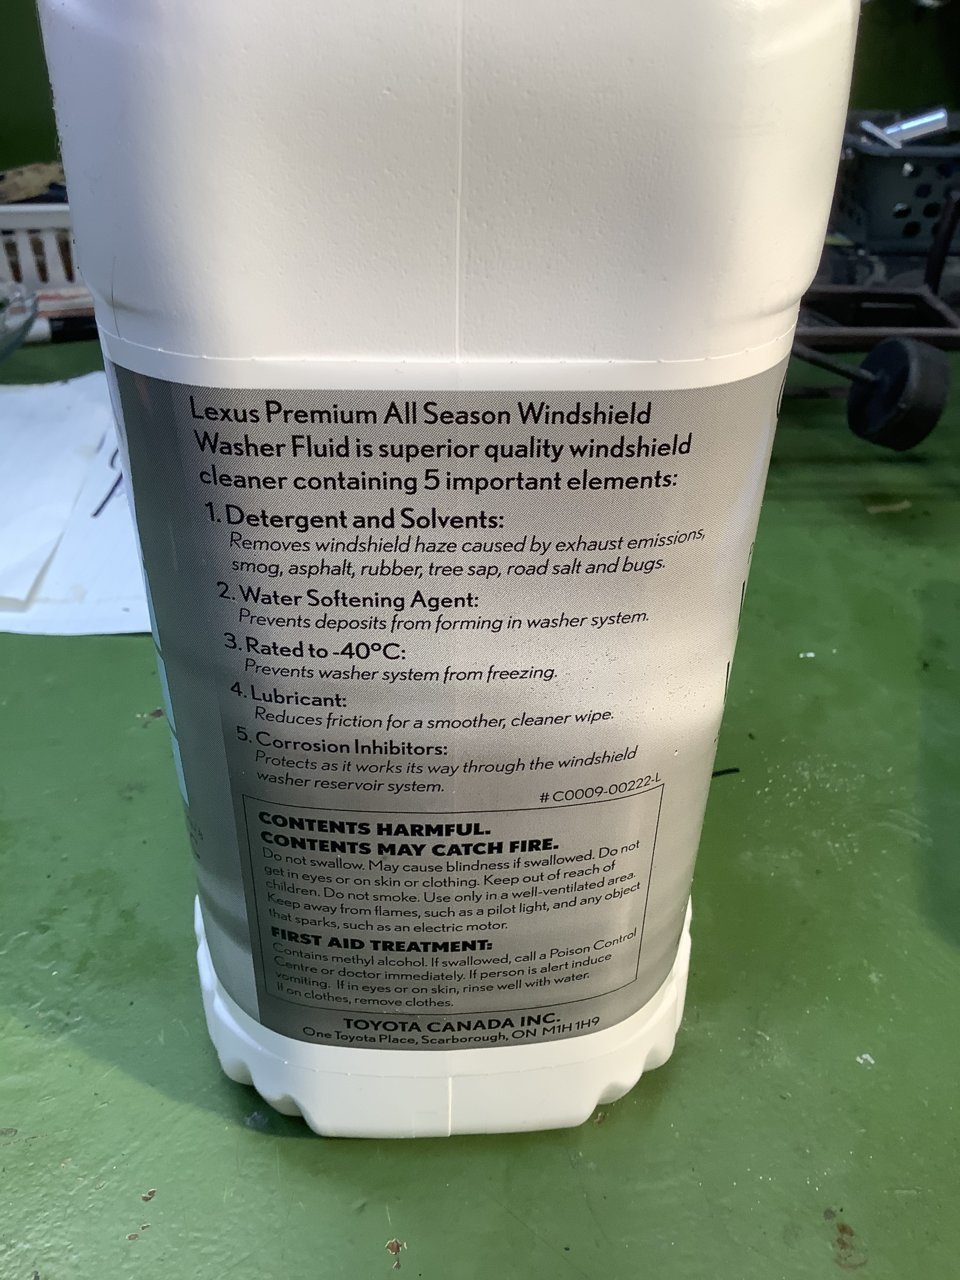 Lexus Premium All Season Windshield
Washer Fluid is superior quality windshield
cleaner containing 5 important elements:
1. Detergent and Solvents:
Removes windshield haze caused by exhaust emissions,
smog, asphalt, rubber, tree sap, road salt and bugs.
2. Water Softening Agent:
Prevents deposits from forming in washer system.
3. Rated to -40°C:
Prevents washer system from freezing.
4. Lubricant:
Reduces friction for a smoother, cleaner wipe.
5. Corrosion Inhibitors:
Protects as it works its way through the windshield
washer reservoir system.
# C0009-00222-L
CONTENTS HARMFUL.
CONTENTS MAY CATCH FIRE.
Do not swallow. May cause blindness if swallowed. Do not
get in eyes or on skin or clothing. Keep out of reach of
children. Do not smoke. Use only in a well-ventilated area.
Keep away from flames, such as a pilot light, and any object
that sparks, such as an electric motor.
FIRST AID TREATMENT:
Contains methyl alcohol. If swallowed, call a Poison Control
Centre or doctor immediately. If person is alert induce
vomiting. If in eyes or on skin, rinse well with water.
If on clothes, remove clothes.
TOYOTA CANADA INC.
One Toyota Place, Scarborough, ON M1H 1H9